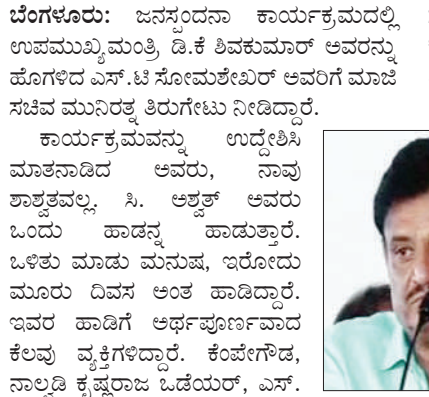 ಬೆಂಗಳೂರು: ಜನಸ್ಪಂದನಾ ಕಾರ್ಯಕ್ರಮದಲ್ಲಿ
ಉಪಮುಖ್ಯಮಂತ್ರಿ ಡಿ.ಕೆ ಶಿವಕುಮಾರ್ ಅವರನ್ನು
ಹೊಗಳಿದ ಎಸ್.ಟಿ ಸೋಮಶೇಖರ್ ಅವರಿಗೆ ಮಾಜಿ
ಸಚಿವ ಮುನಿರತ್ನ ತಿರುಗೇಟು ನೀಡಿದ್ದಾರೆ.
ಕಾರ್ಯಕ್ರಮವನ್ನು ಉದ್ದೇಶಿಸಿ
ಮಾತನಾಡಿದ ಅವರು, ನಾವು
ಶಾಶ್ವತವಲ್ಲ. ಸಿ. ಅಶ್ವತ್ ಅವರು
ಒಂದು ಹಾಡನ್ನ ಹಾಡುತ್ತಾರೆ.
ಒಳಿತು ಮಾಡು ಮನುಷ, ಇರೋದು
ಮೂರು ದಿವಸ ಅಂತ ಹಾಡಿದ್ದಾರೆ.
ಇವರ ಹಾಡಿಗೆ ಅರ್ಥಪೂರ್ಣವಾದ
ಕೆಲವು ವ್ಯಕ್ತಿಗಳಿದ್ದಾರೆ. ಕೆಂಪೇಗೌಡ,
ನಾಲ್ವಡಿ ಕೃಷ್ಣರಾಜ ಒಡೆಯರ್, ಎಸ್.